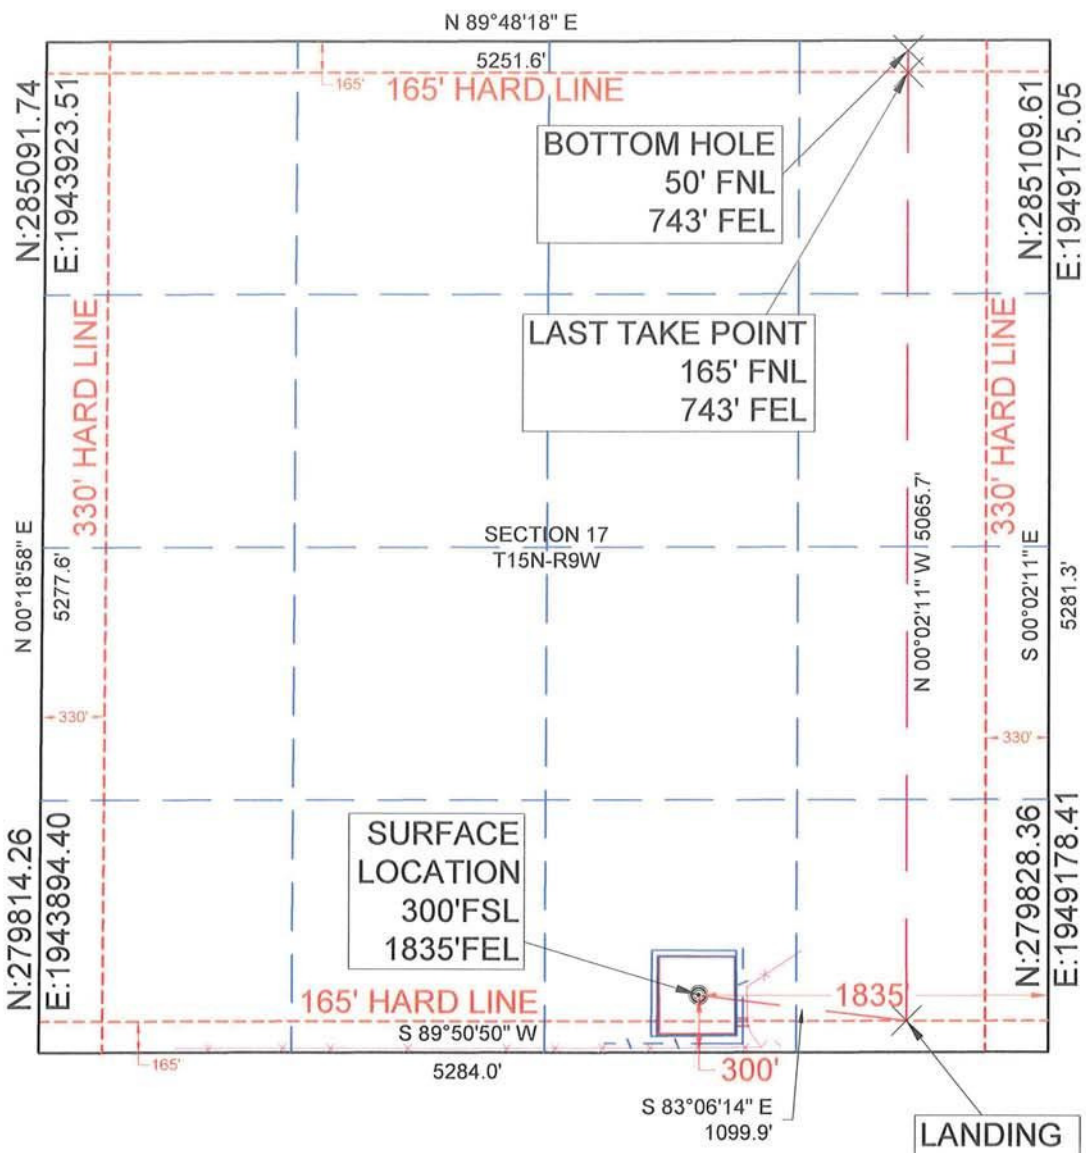 N 89°48'18" E
5251.6'
165'
165' HARD LINE
N:285091.74
E:1943923.51
N:285109.61
E:1949175.05
BOTTOM HOLE
50' FNL
743' FEL
LAST TAKE POINT
165' FNL
743' FEL
330' HARD LINE
330' HARD LINE
SECTION 17
T15N-R9W
N 00°18'58" E
5277.6'
N 00°02'11" W 5065.7'
S 00°02'11" E
5281.3'
330'
330'
N:279814.26
E:1943894.40
N:279828.36
E:1949178.41
SURFACE
LOCATION
300'FSL
1835'FEL
1835'
165' HARD LINE
S 89°50'50" W
165'
5284.0'
300'
S 83°06'14" E
1099.9'
LANDING